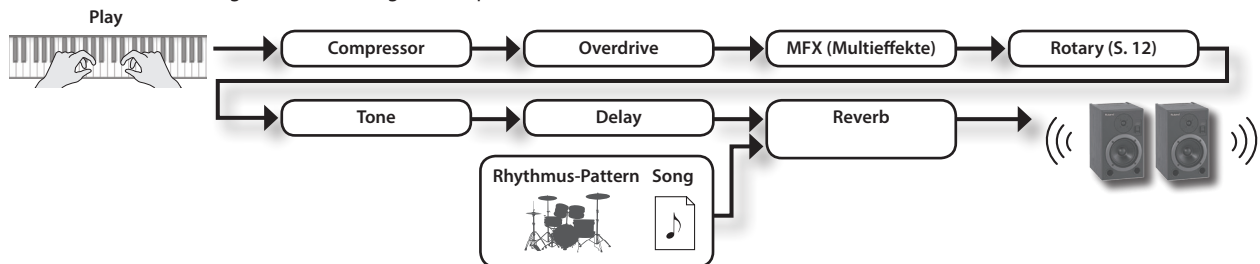 Play
Compressor
Overdrive
MFX (Multieffekte)
Rotary (S. 12)
Tone
Delay
Reverb
Rhythmus-Pattern
Song